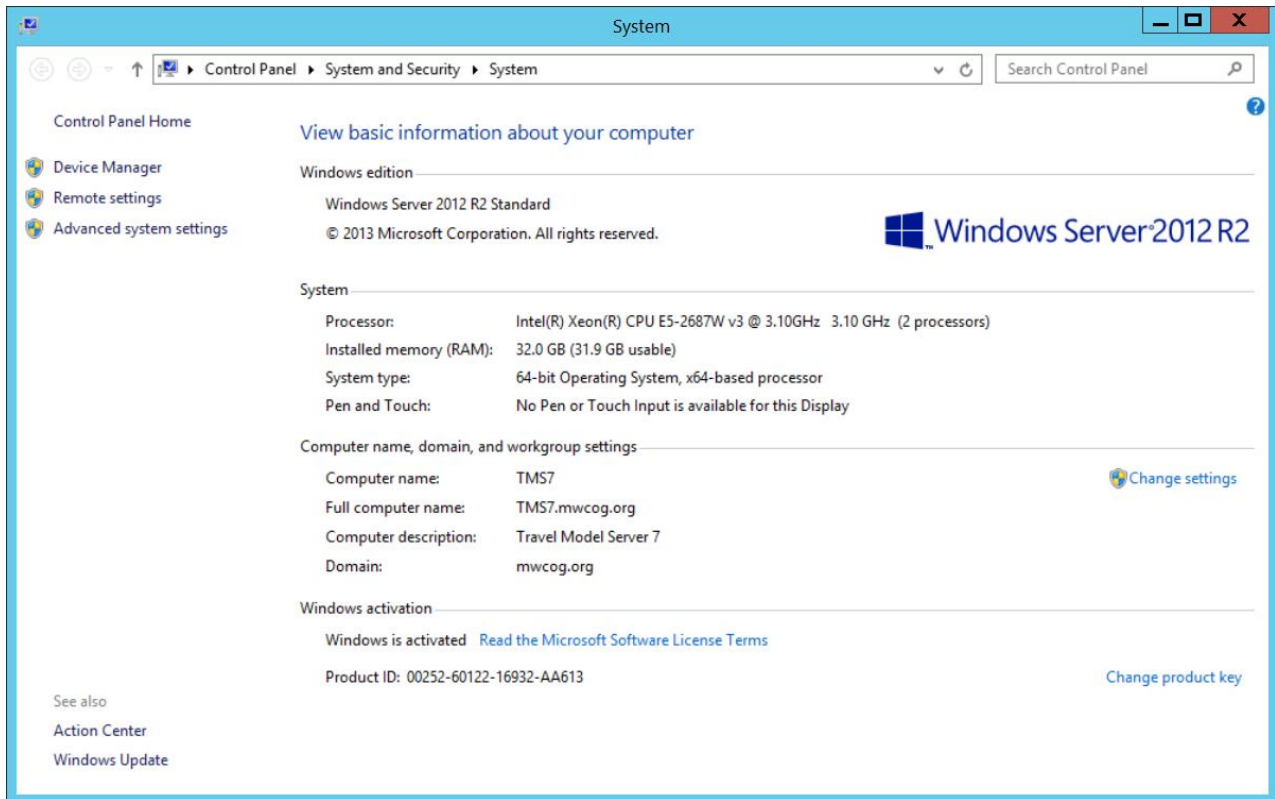 System
Control Panel ▸ System and Security ▸ System
Search Control Panel
Control Panel Home
Device Manager
Remote settings
Advanced system settings
View basic information about your computer
Windows edition
Windows Server 2012 R2 Standard
© 2013 Microsoft Corporation. All rights reserved.
Windows Server 2012 R2
System
Processor: Intel(R) Xeon(R) CPU E5-2687W v3 @ 3.10GHz 3.10 GHz (2 processors)
Installed memory (RAM): 32.0 GB (31.9 GB usable)
System type: 64-bit Operating System, x64-based processor
Pen and Touch: No Pen or Touch Input is available for this Display
Computer name, domain, and workgroup settings
Computer name: TMS7
Change settings
Full computer name: TMS7.mwcog.org
Computer description: Travel Model Server 7
Domain: mwcog.org
Windows activation
Windows is activated Read the Microsoft Software License Terms
Product ID: 00252-60122-16932-AA613
Change product key
See also
Action Center
Windows Update